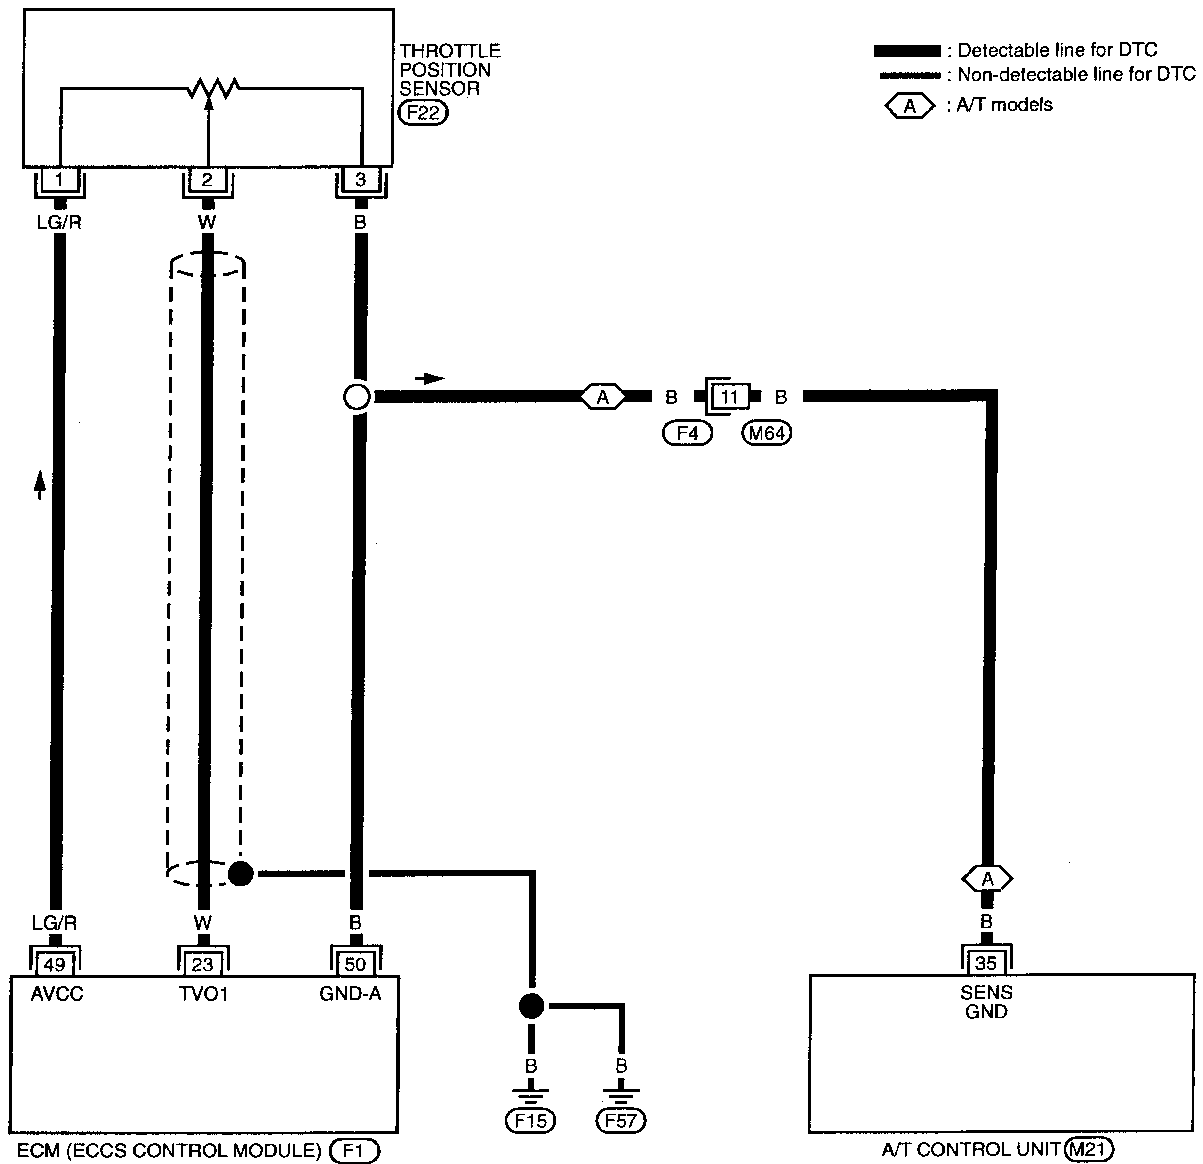 THROTTLE
POSITION
SENSOR
F22
: Detectable line for DTC
: Non-detectable line for DTC
A : A/T models
1 2 3
LG/R W B
A B 11 B
F4 M64
A
LG/R W B B
49 23 50 35
AVCC TVO1 GND-A SENS
GND
B B
F15 F57
ECM (ECCS CONTROL MODULE) F1
A/T CONTROL UNIT M21